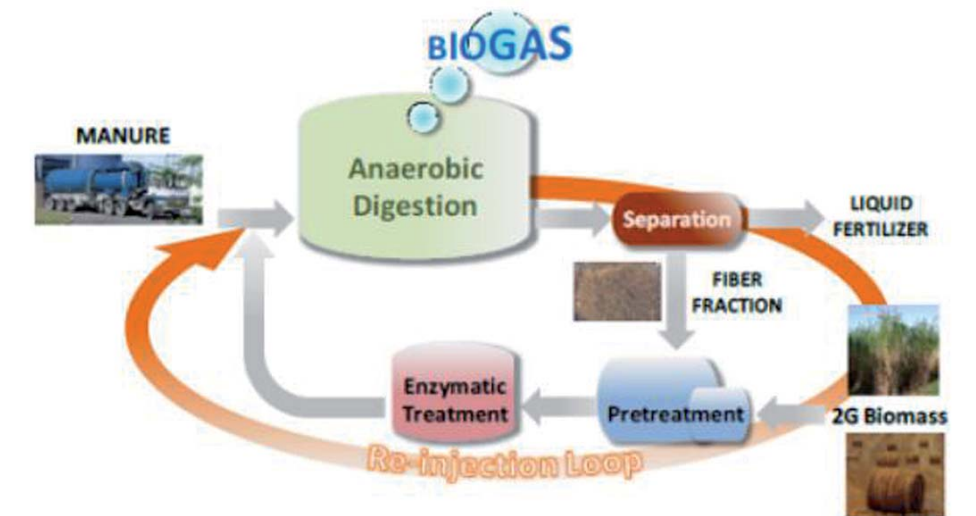 BIOGAS
MANURE
Anaerobic
Digestion
Separation
LIQUID
FERTILIZER
FIBER
FRACTION
Enzymatic
Treatment
Pretreatment
2G Biomass
Re-injection Loop